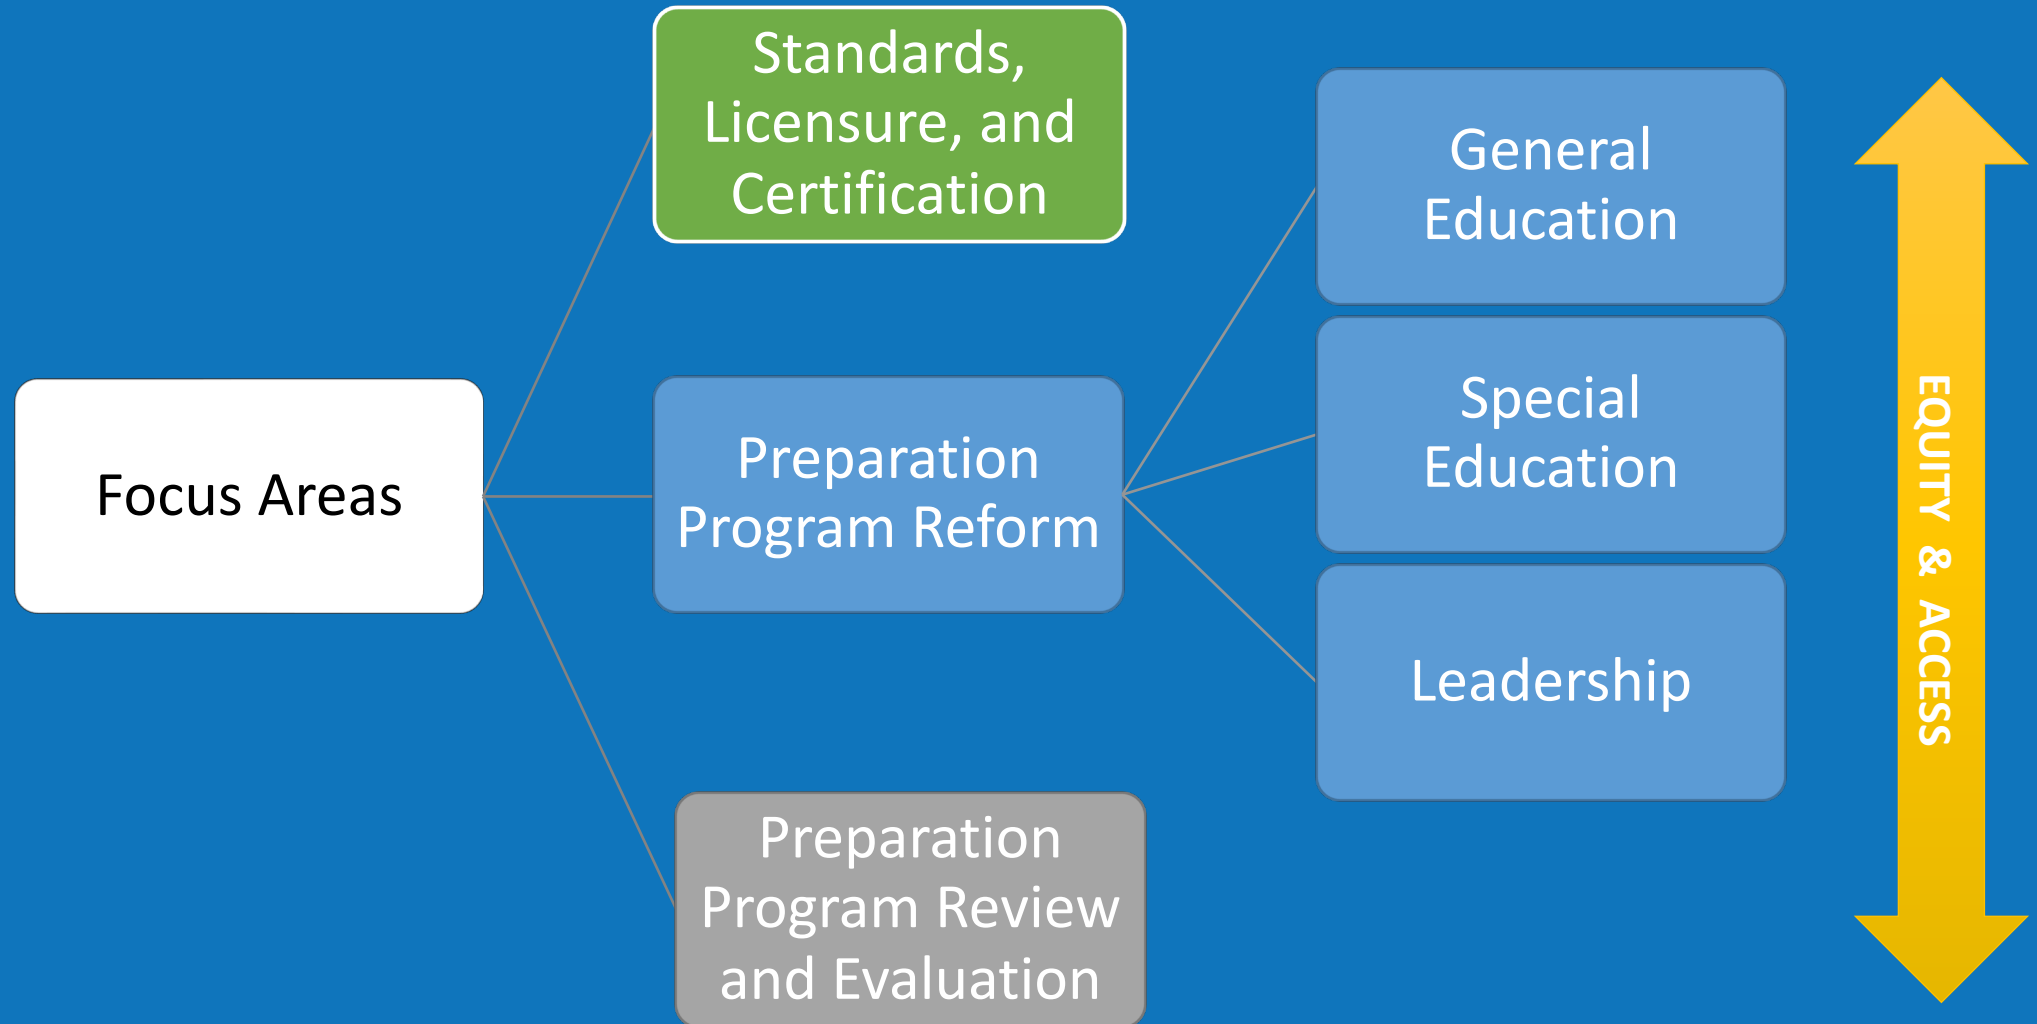 Standards,
Licensure, and
Certification
General
Education
Special
Education
Focus Areas
Preparation
Program Reform
Leadership
Preparation
Program Review
and Evaluation
EQUITY & ACCESS